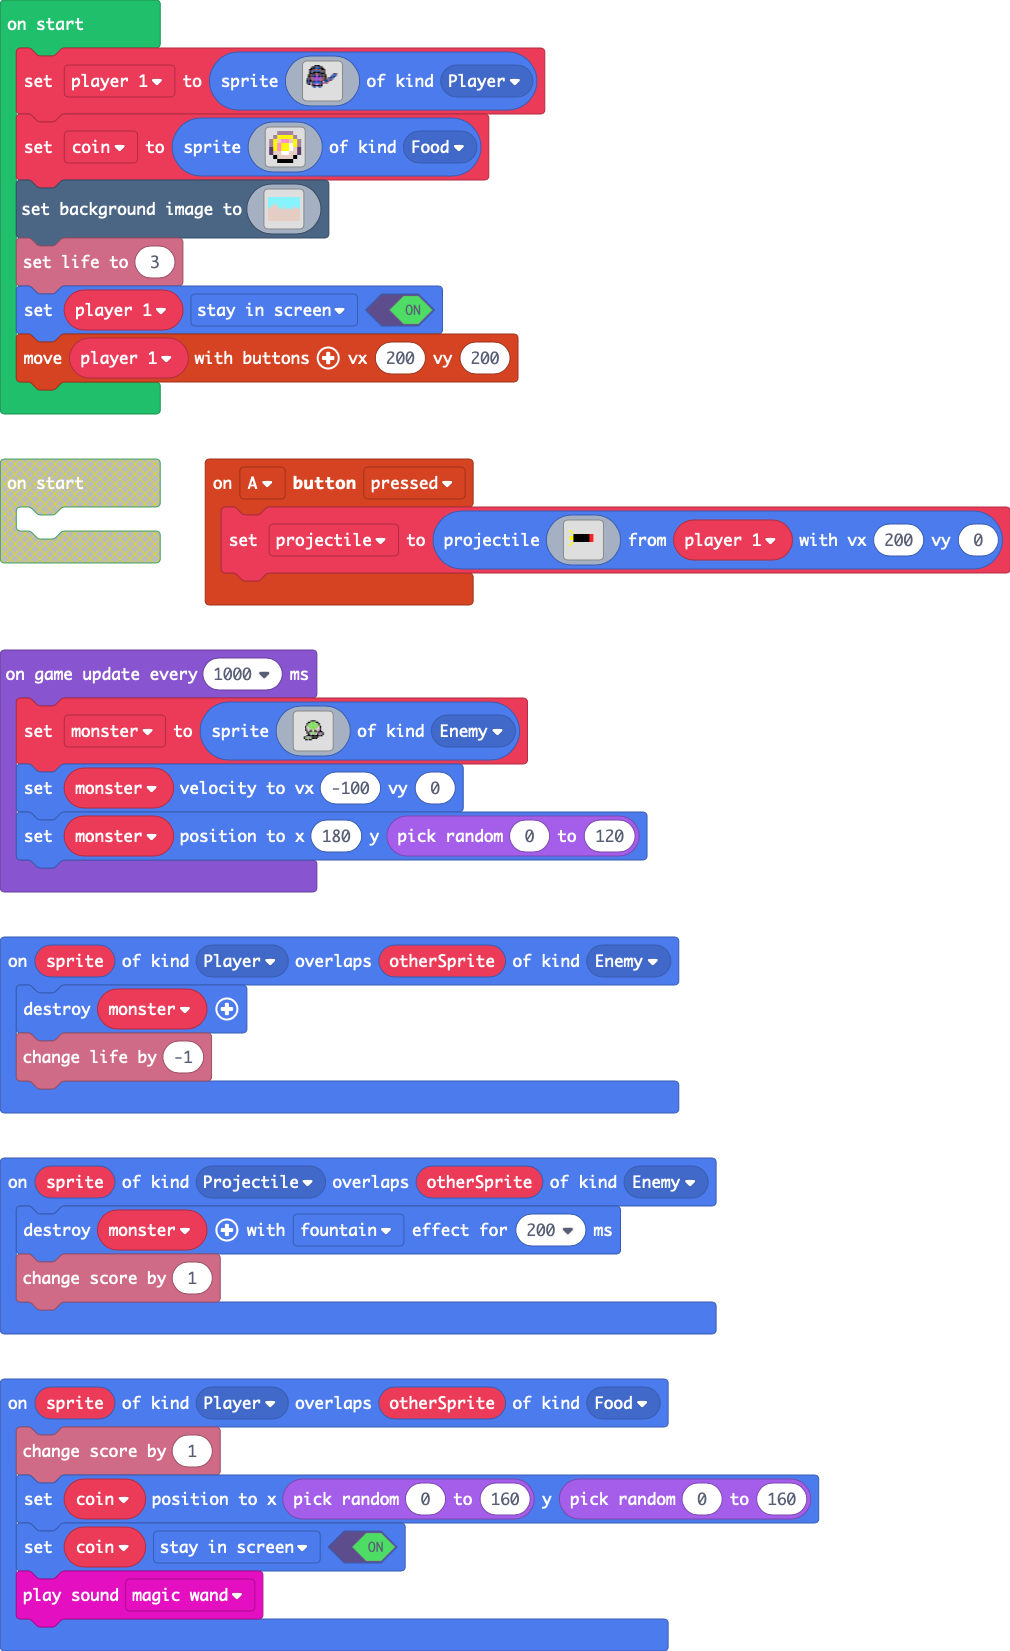 on start
set player 1 to sprite of kind Player
set coin to sprite of kind Food
set background image to
set life to 3
set player 1 stay in screen ON
move player 1 with buttons vx 200 vy 200
on start
on A button pressed
set projectile to projectile from player 1 with vx 200 vy 0
on game update every 1000 ms
set monster to sprite of kind Enemy
set monster velocity to vx -100 vy 0
set monster position to x 180 y pick random 0 to 120
on sprite of kind Player overlaps otherSprite of kind Enemy
destroy monster
change life by -1
on sprite of kind Projectile overlaps otherSprite of kind Enemy
destroy monster with fountain effect for 200 ms
change score by 1
on sprite of kind Player overlaps otherSprite of kind Food
change score by 1
set coin position to x pick random 0 to 160 y pick random 0 to 160
set coin stay in screen ON
play sound magic wand